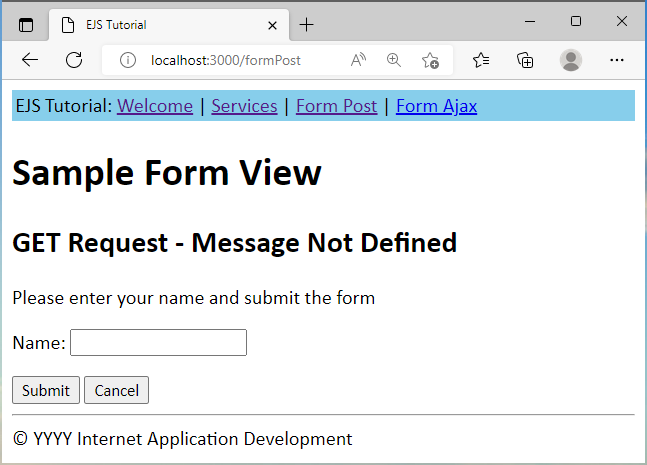 EJS Tutorial
localhost:3000/formPost
EJS Tutorial: Welcome | Services | Form Post | Form Ajax
Sample Form View
GET Request - Message Not Defined
Please enter your name and submit the form
Name:
Submit Cancel
© YYYY Internet Application Development